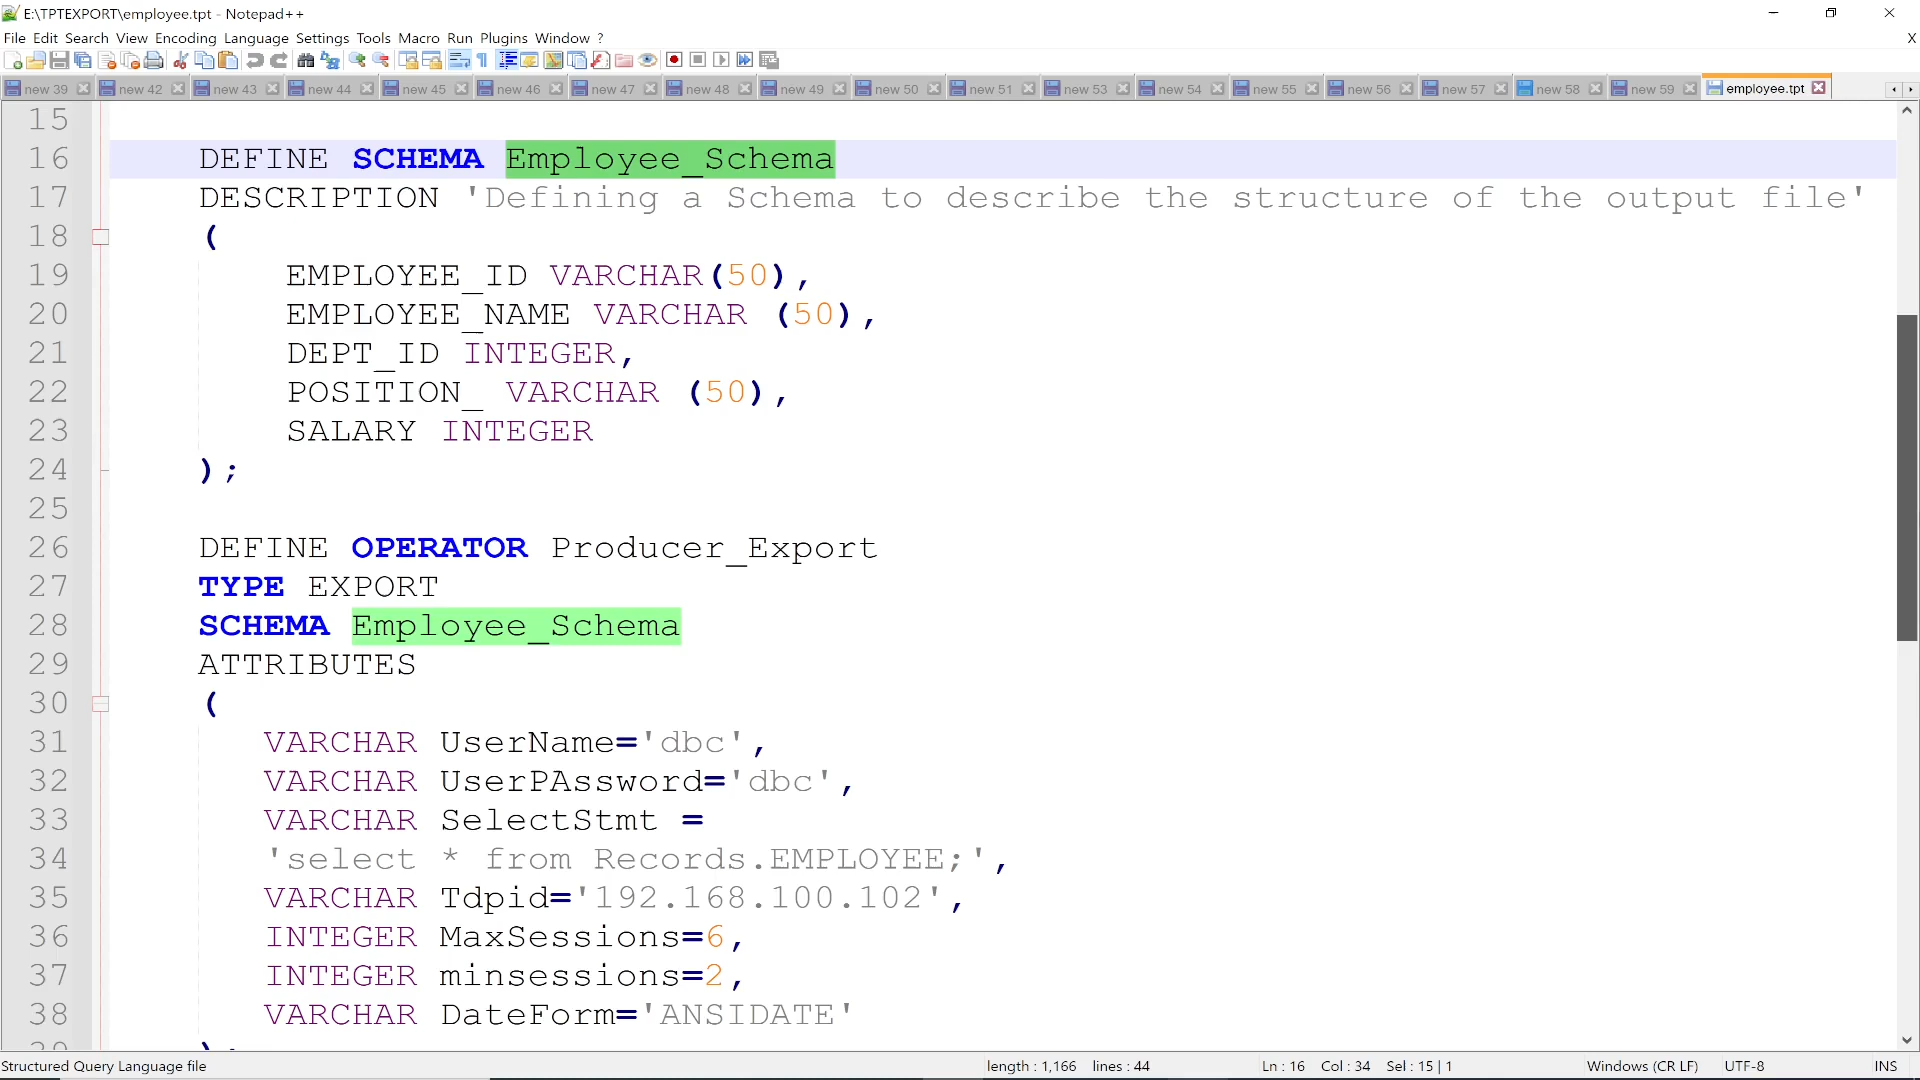 E:\TPTEXPORT\employee.tpt - Notepad++
File Edit Search View Encoding Language Settings Tools Macro Run Plugins Window ? X
new 39 new 42 new 43 new 44 new 45 new 46 new 47 new 48 new 49 new 50 new 51 new 53 new 54 new 55 new 56 new 57 new 58 new 59 employee.tpt
15
16 DEFINE SCHEMA Employee_Schema
17 DESCRIPTION 'Defining a Schema to describe the structure of the output file'
18 (
19 EMPLOYEE_ID VARCHAR(50),
20 EMPLOYEE_NAME VARCHAR (50),
21 DEPT_ID INTEGER,
22 POSITION_ VARCHAR (50),
23 SALARY INTEGER
24 );
25
26 DEFINE OPERATOR Producer_Export
27 TYPE EXPORT
28 SCHEMA Employee_Schema
29 ATTRIBUTES
30 (
31 VARCHAR UserName='dbc',
32 VARCHAR UserPAssword='dbc',
33 VARCHAR SelectStmt =
34 'select * from Records.EMPLOYEE;',
35 VARCHAR Tdpid='192.168.100.102',
36 INTEGER MaxSessions=6,
37 INTEGER minsessions=2,
38 VARCHAR DateForm='ANSIDATE'
Structured Query Language file length : 1,166 lines : 44 Ln : 16 Col : 34 Sel : 15 | 1 Windows (CR LF) UTF-8 INS